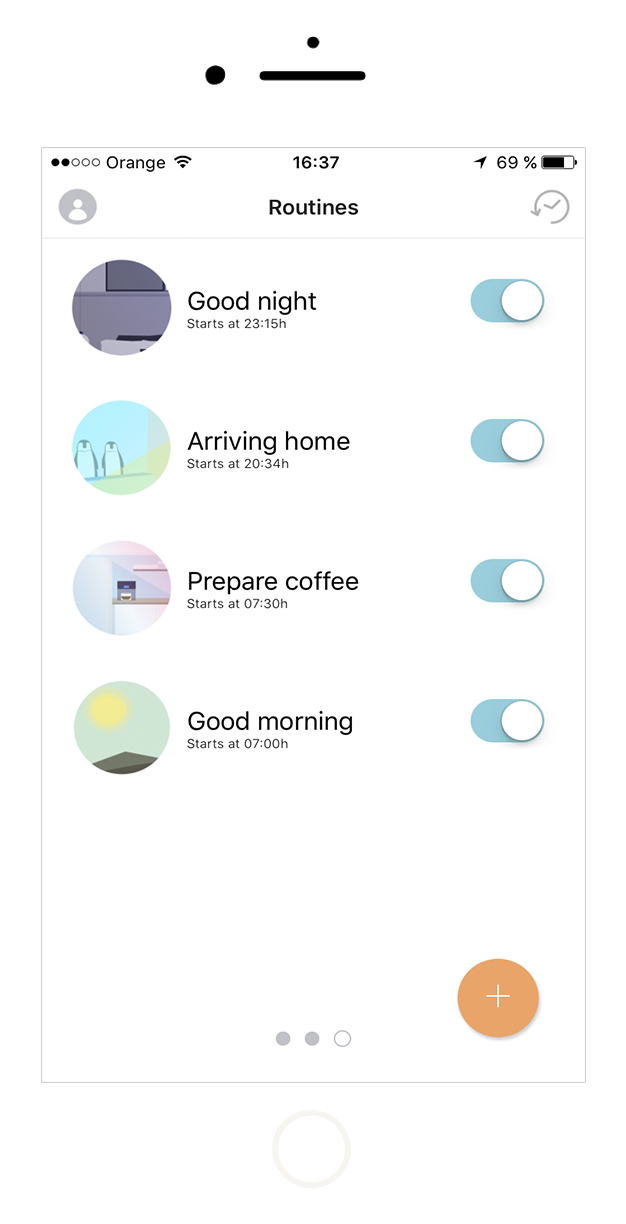 Orange 16:37 69 %
Routines
Good night
Starts at 23:15h
Arriving home
Starts at 20:34h
Prepare coffee
Starts at 07:30h
Good morning
Starts at 07:00h